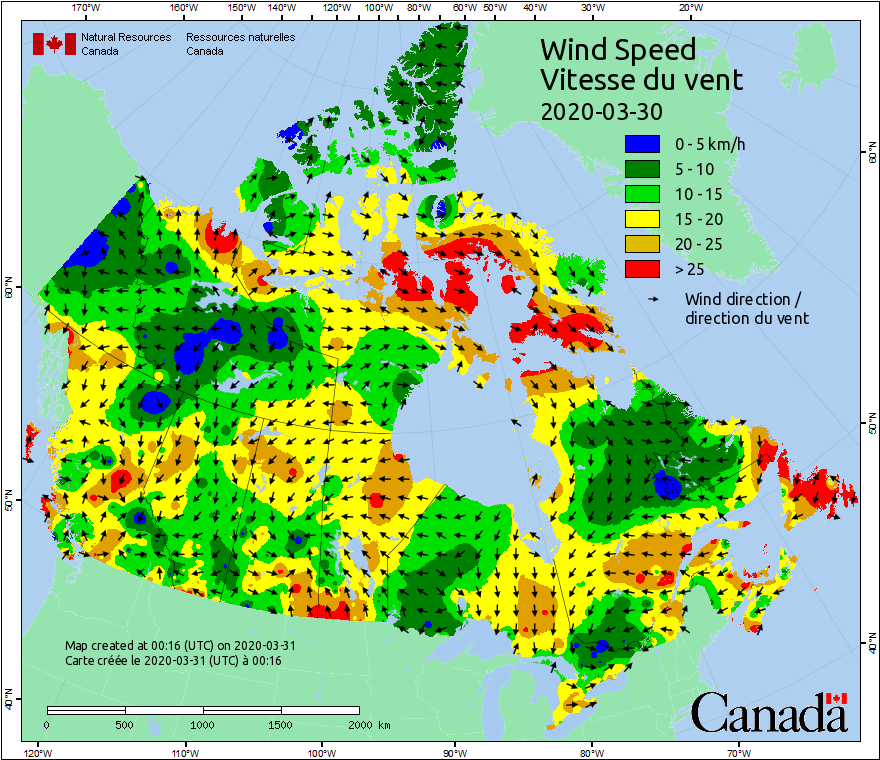 170°W 160°W 150°W 140°W 120°W 100°W 80°W 60°W 50°W 40°W 30°W 20°W
Natural Resources Canada
Ressources naturelles Canada
Wind Speed
Vitesse du vent
2020-03-30
0 - 5 km/h
5 - 10
10 - 15
15 - 20
20 - 25
> 25
Wind direction /
direction du vent
60°N
60°N
50°N
50°N
40°N
40°N
Map created at 00:16 (UTC) on 2020-03-31
Carte créée le 2020-03-31 (UTC) à 00:16
0 500 1000 1500 2000 km
Canada
120°W 110°W 100°W 90°W 80°W 70°W